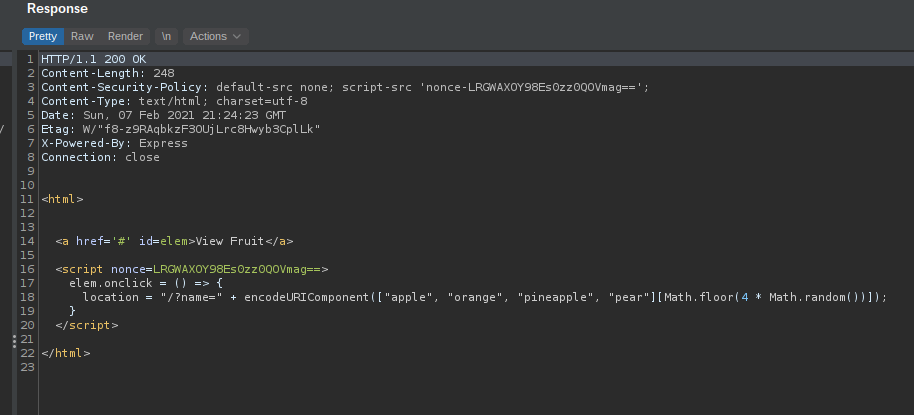 Response
Pretty Raw Render \n Actions
1 HTTP/1.1 200 OK
2 Content-Length: 248
3 Content-Security-Policy: default-src none; script-src 'nonce-LRGWAXOY98Es0zz0QOVmag==';
4 Content-Type: text/html; charset=utf-8
5 Date: Sun, 07 Feb 2021 21:24:23 GMT
6 Etag: W/"f8-z9RAqbkzF3OUjLrc8Hwyb3CplLk"
7 X-Powered-By: Express
8 Connection: close
9
10
11 <html>
12
13
14 <a href='#' id=elem>View Fruit</a>
15
16 <script nonce=LRGWAXOY98Es0zz0QOVmag==>
17 elem.onclick = () => {
18 location = "/?name=" + encodeURIComponent(["apple", "orange", "pineapple", "pear"][Math.floor(4 * Math.random())]);
19 }
20 </script>
21
22 </html>
23